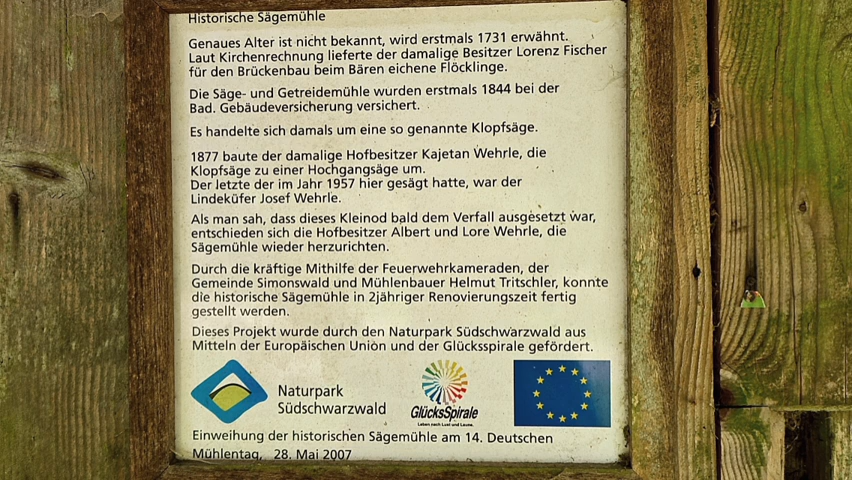 Historische Sägemühle
Genaues Alter ist nicht bekannt, wird erstmals 1731 erwähnt.
Laut Kirchenrechnung lieferte der damalige Besitzer Lorenz Fischer
für den Brückenbau beim Bären eichene Flöcklinge.
Die Säge- und Getreidemühle wurden erstmals 1844 bei der
Bad. Gebäudeversicherung versichert.
Es handelte sich damals um eine so genannte Klopfsäge.
1877 baute der damalige Hofbesitzer Kajetan Wehrle, die
Klopfsäge zu einer Hochgangsäge um.
Der letzte der im Jahr 1957 hier gesägt hatte, war der
Lindeküfer Josef Wehrle.
Als man sah, dass dieses Kleinod bald dem Verfall ausgesetzt war,
entschieden sich die Hofbesitzer Albert und Lore Wehrle, die
Sägemühle wieder herzurichten.
Durch die kräftige Mithilfe der Feuerwehrkameraden, der
Gemeinde Simonswald und Mühlenbauer Helmut Tritschler, konnte
die historische Sägemühle in 2jähriger Renovierungszeit fertig
gestellt werden.
Dieses Projekt wurde durch den Naturpark Südschwarzwald aus
Mitteln der Europäischen Union und der Glücksspirale gefördert.
Naturpark
Südschwarzwald
GlücksSpirale
Leben nach Lust und Laune.
Einweihung der historischen Sägemühle am 14. Deutschen
Mühlentag, 28. Mai 2007